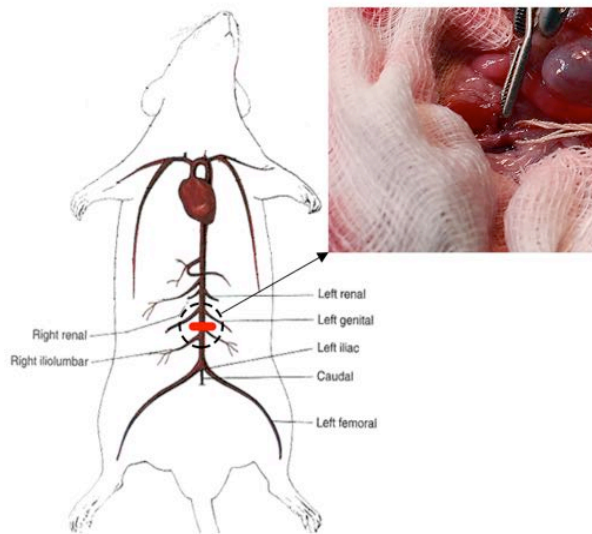 Left renal
Left genital
Right renal
Left iliac
Right iliolumbar
Caudal
Left femoral